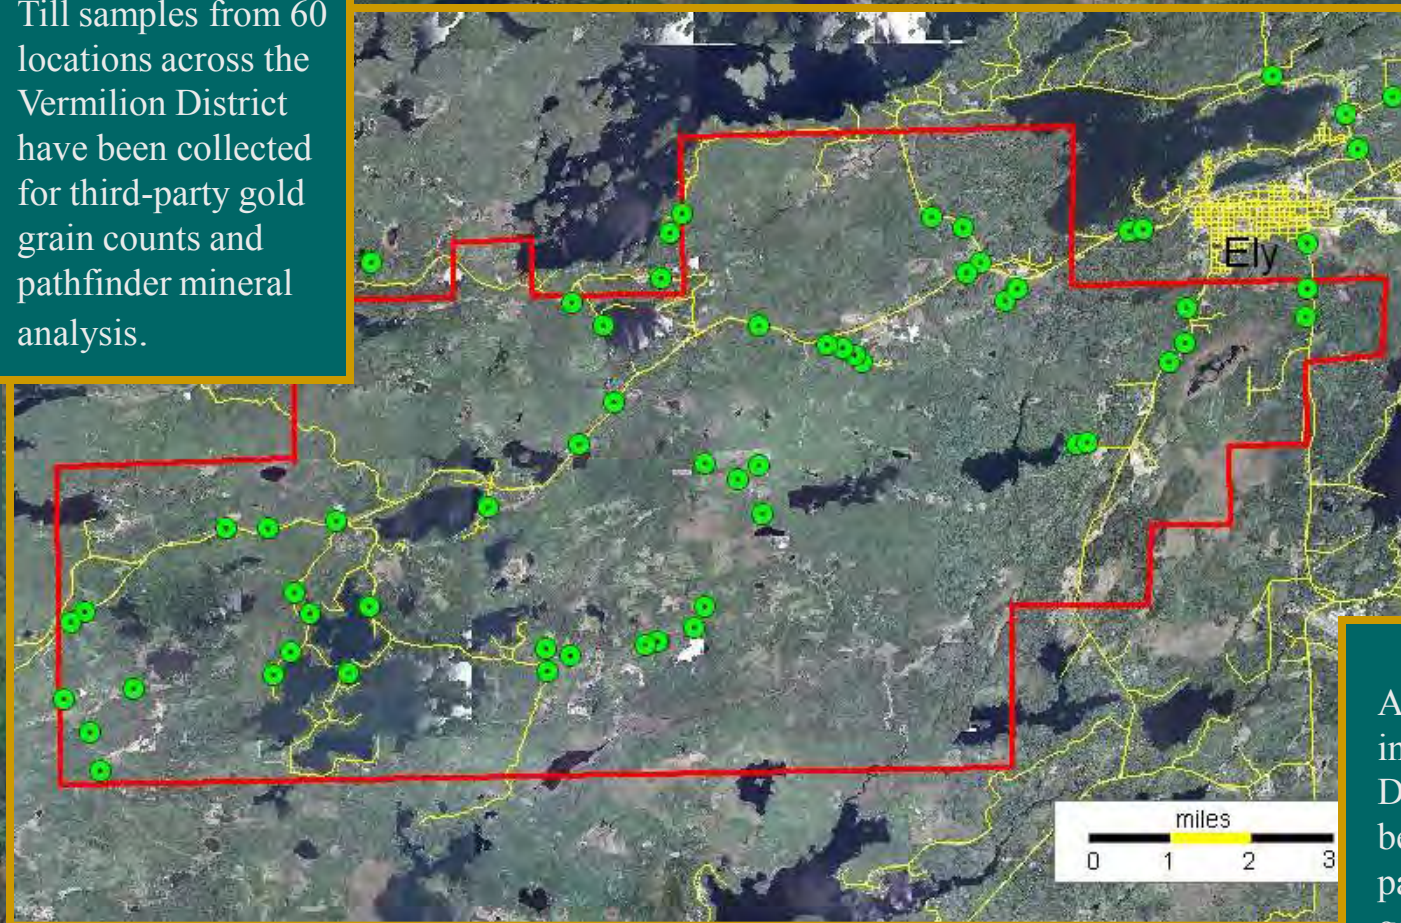 Till samples from 60
locations across the
Vermilion District
have been collected
for third-party gold
grain counts and
pathfinder mineral
analysis.
Ely
miles
0 1 2 3